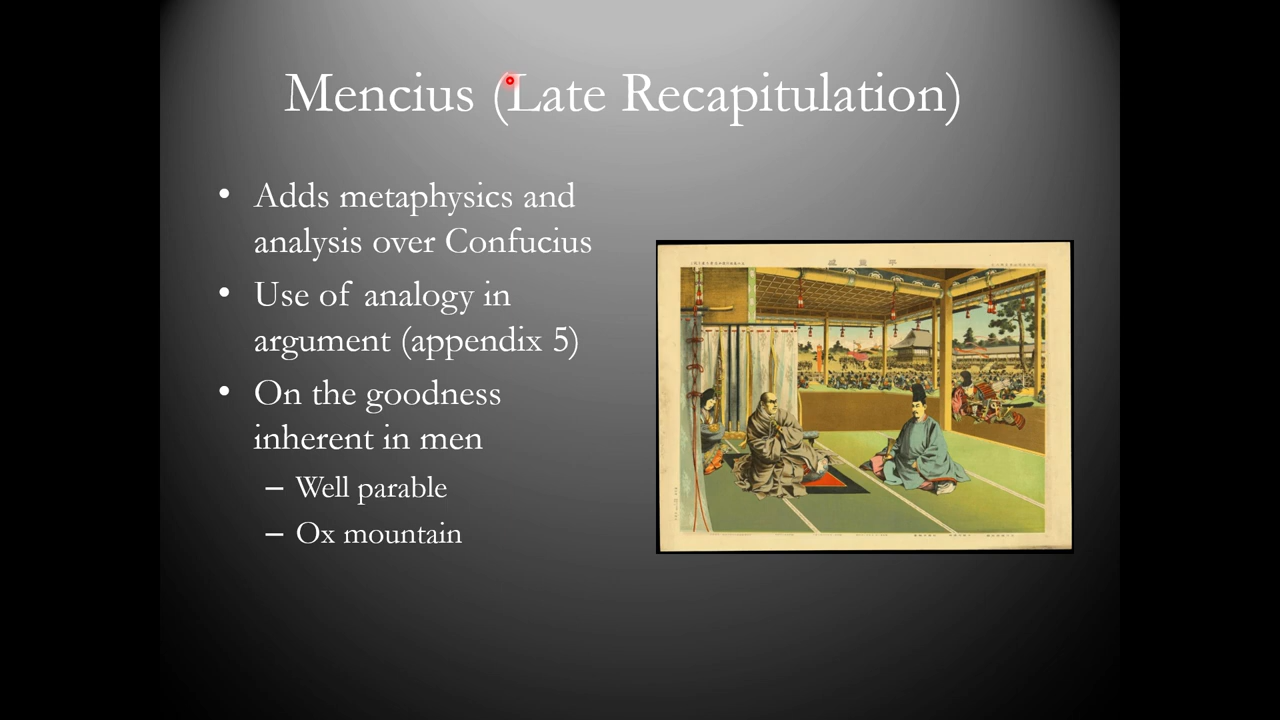 Mencius (Late Recapitulation)
• Adds metaphysics and
analysis over Confucius
• Use of analogy in
argument (appendix 5)
• On the goodness
inherent in men
– Well parable
– Ox mountain